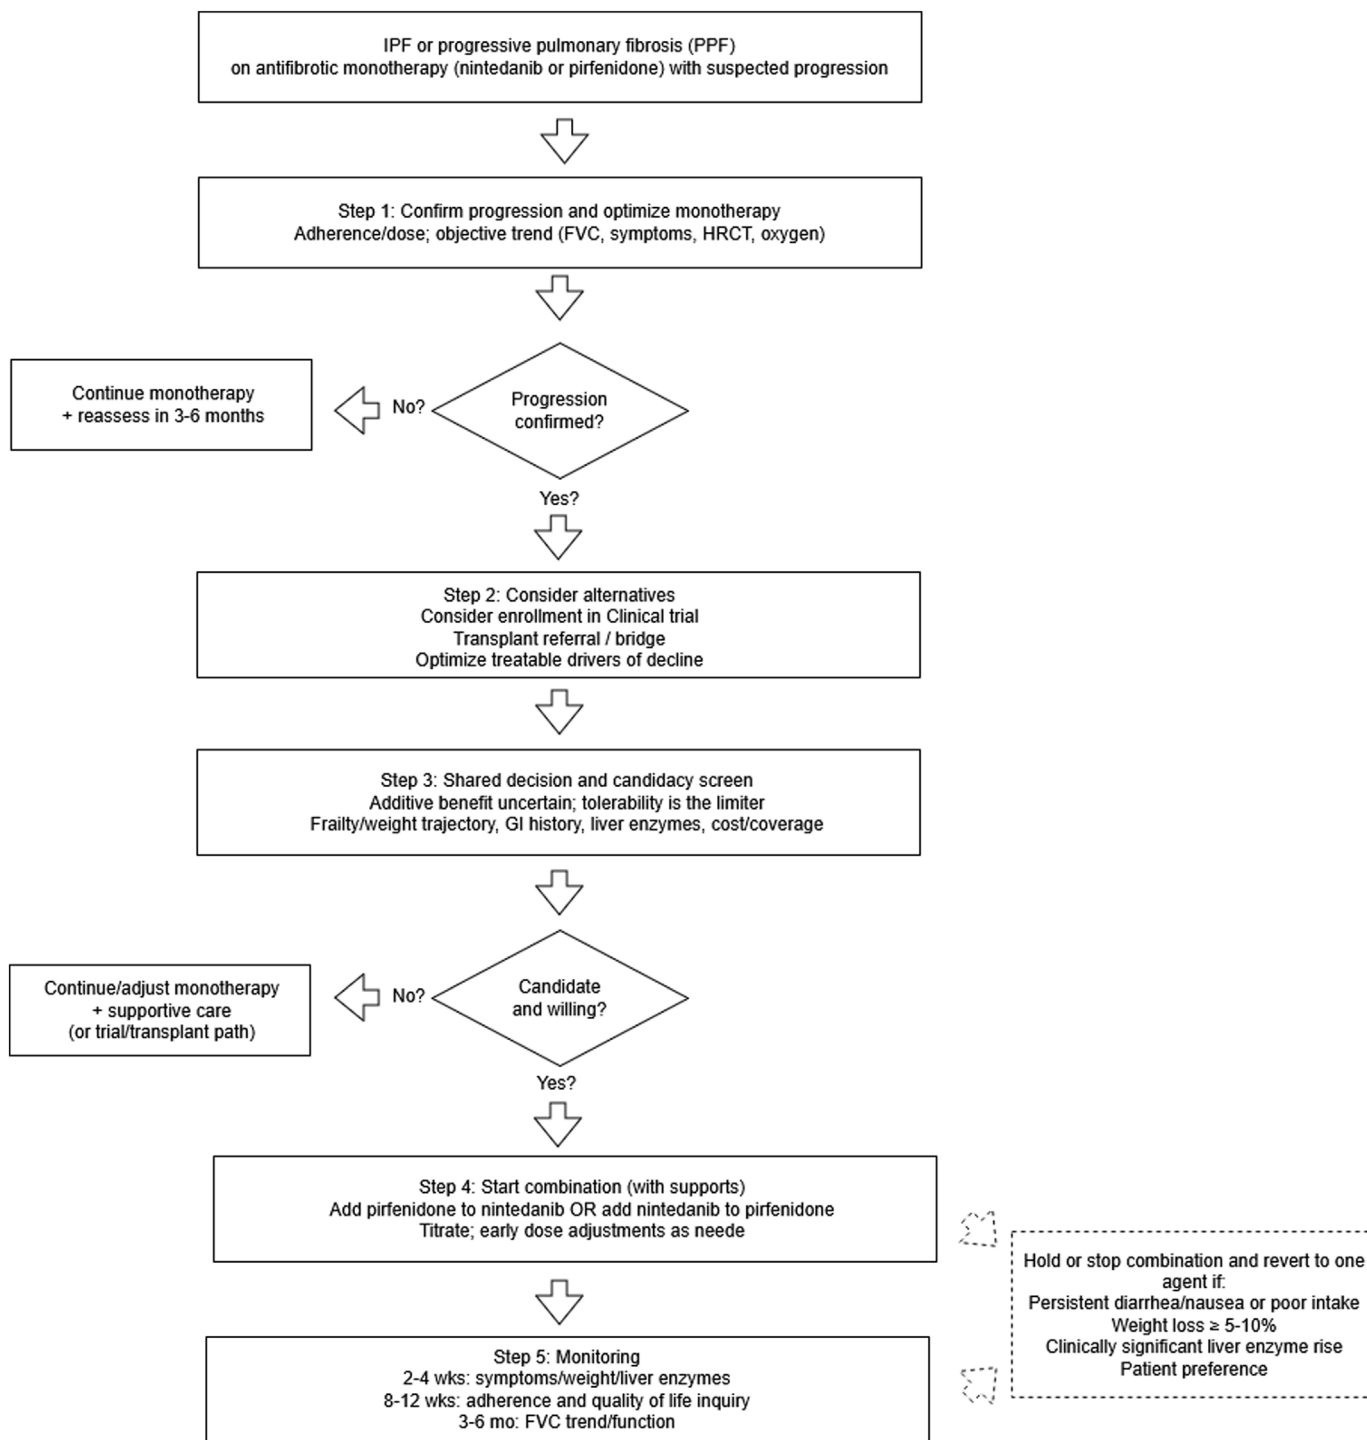 IPF or progressive pulmonary fibrosis (PPF)
on antifibrotic monotherapy (nintedanib or pirfenidone) with suspected progression
Step 1: Confirm progression and optimize monotherapy
Adherence/dose; objective trend (FVC, symptoms, HRCT, oxygen)
Progression
confirmed?
No?
Continue monotherapy
+ reassess in 3-6 months
Yes?
Step 2: Consider alternatives
Consider enrollment in Clinical trial
Transplant referral / bridge
Optimize treatable drivers of decline
Step 3: Shared decision and candidacy screen
Additive benefit uncertain; tolerability is the limiter
Frailty/weight trajectory, GI history, liver enzymes, cost/coverage
Candidate
and willing?
No?
Continue/adjust monotherapy
+ supportive care
(or trial/transplant path)
Yes?
Step 4: Start combination (with supports)
Add pirfenidone to nintedanib OR add nintedanib to pirfenidone
Titrate; early dose adjustments as neede
Hold or stop combination and revert to one
agent if:
Persistent diarrhea/nausea or poor intake
Weight loss ≥ 5-10%
Clinically significant liver enzyme rise
Patient preference
Step 5: Monitoring
2-4 wks: symptoms/weight/liver enzymes
8-12 wks: adherence and quality of life inquiry
3-6 mo: FVC trend/function